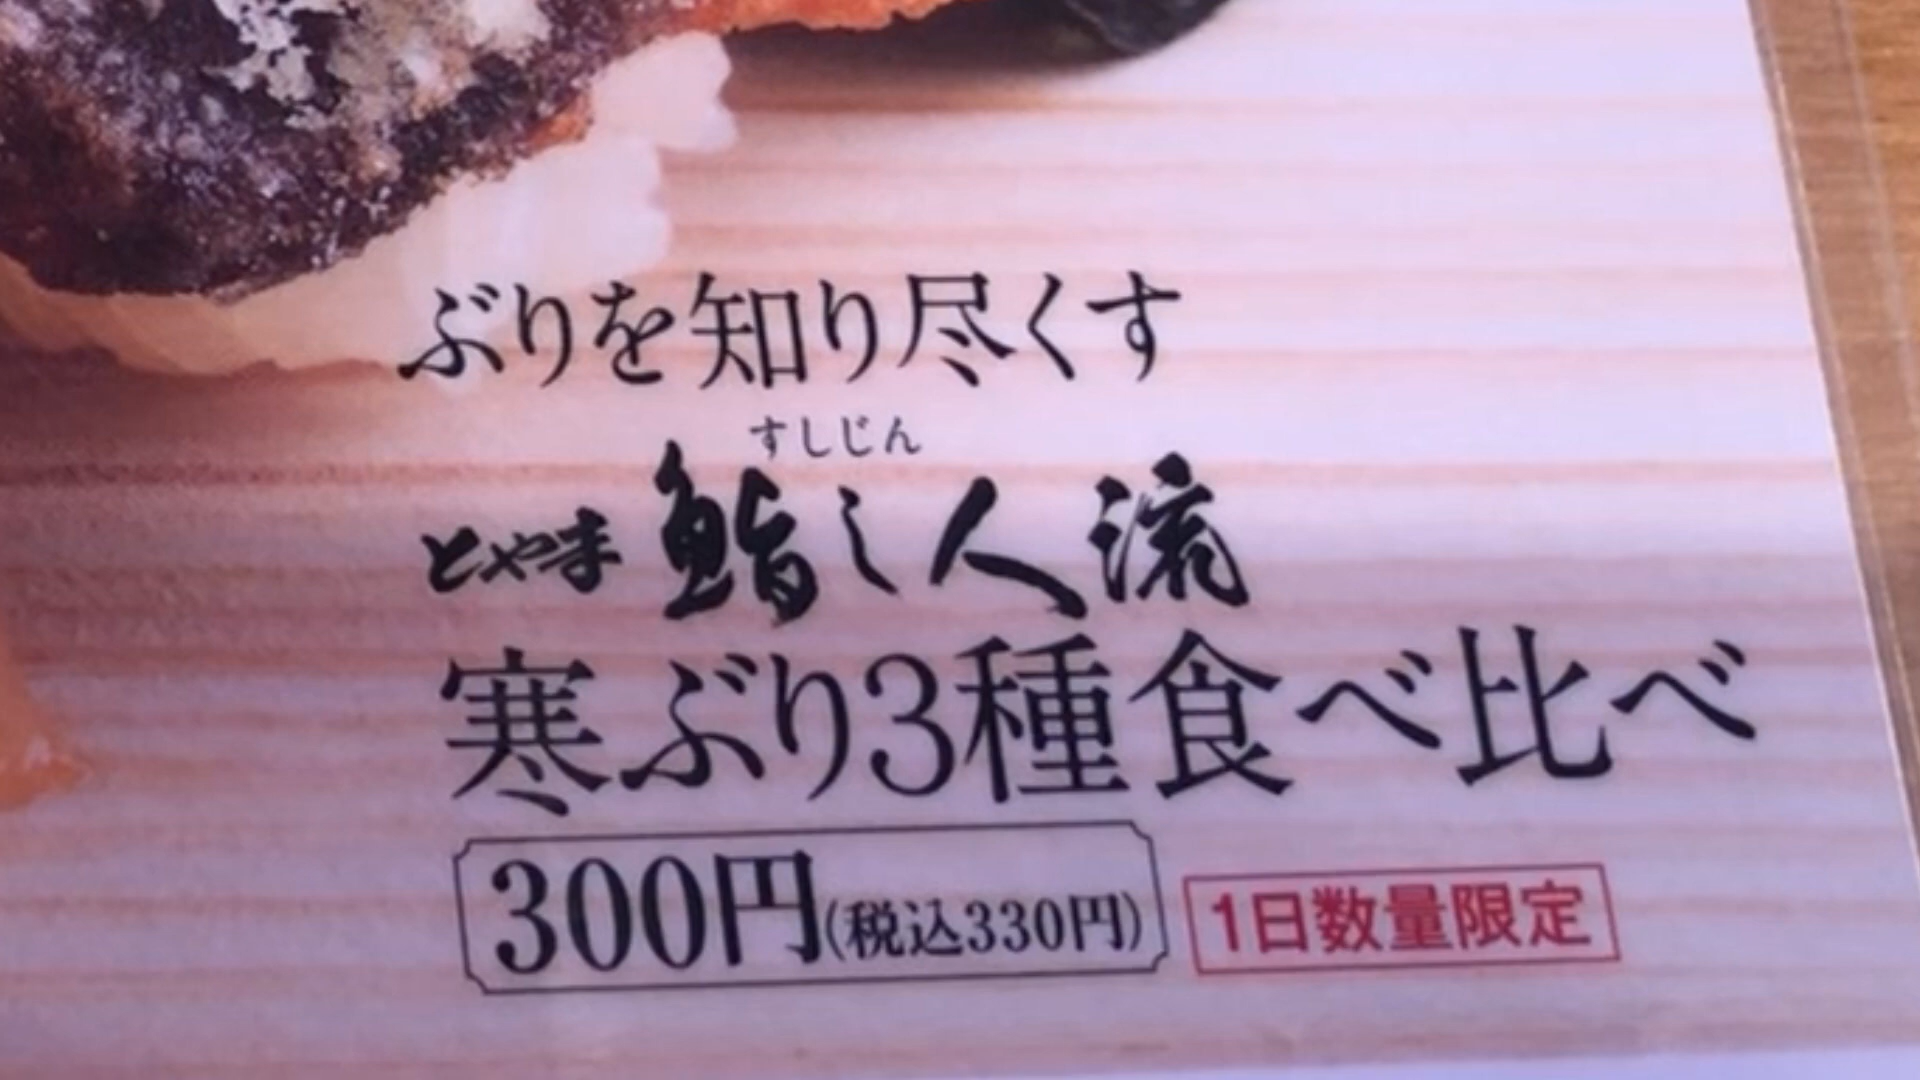 ぶりを知り尽くす
すしじん
とやま鮨し人流
寒ぶり3種食べ比べ
300円(税込330円)
1日数量限定